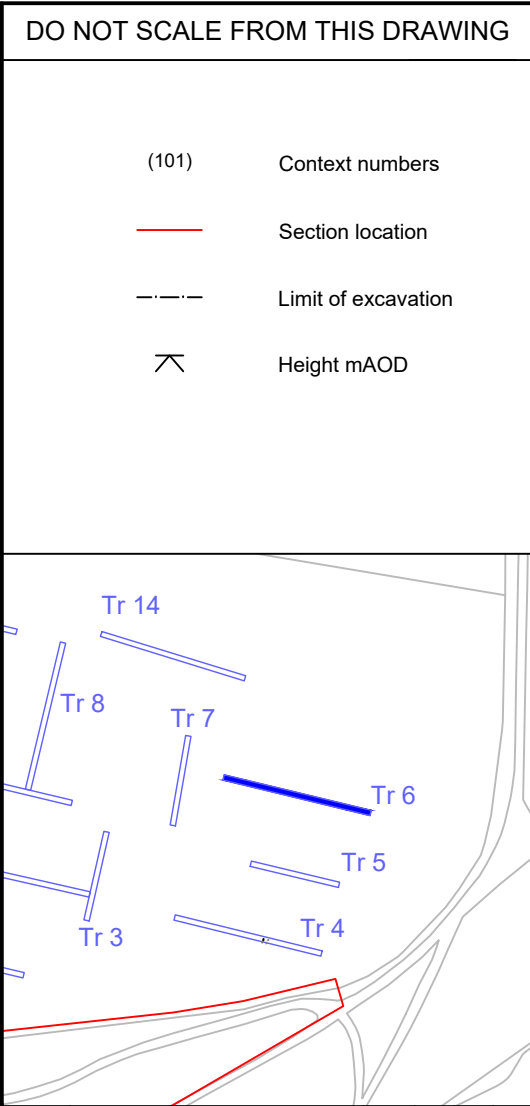 DO NOT SCALE FROM THIS DRAWING
(101) Context numbers
Section location
Limit of excavation
Height mAOD
Tr 14
Tr 8
Tr 7
Tr 6
Tr 5
Tr 4
Tr 3